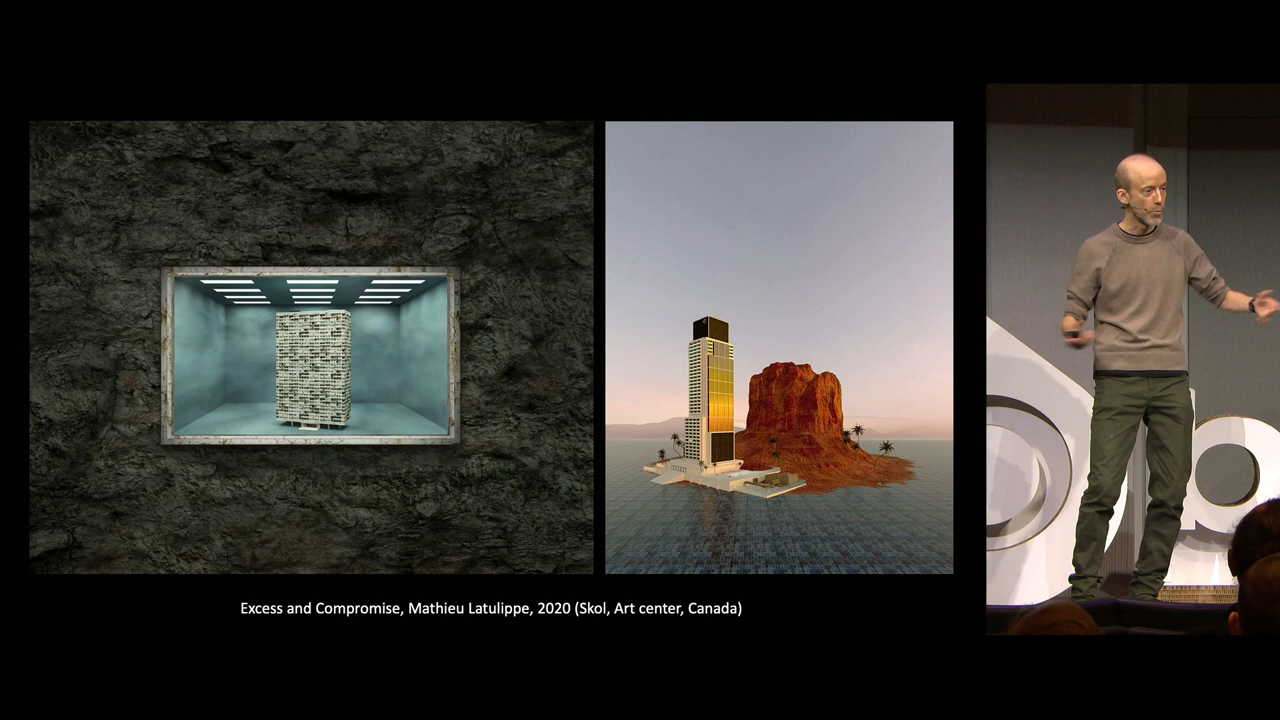 Excess and Compromise, Mathieu Latulippe, 2020 (Skol, Art center, Canada)